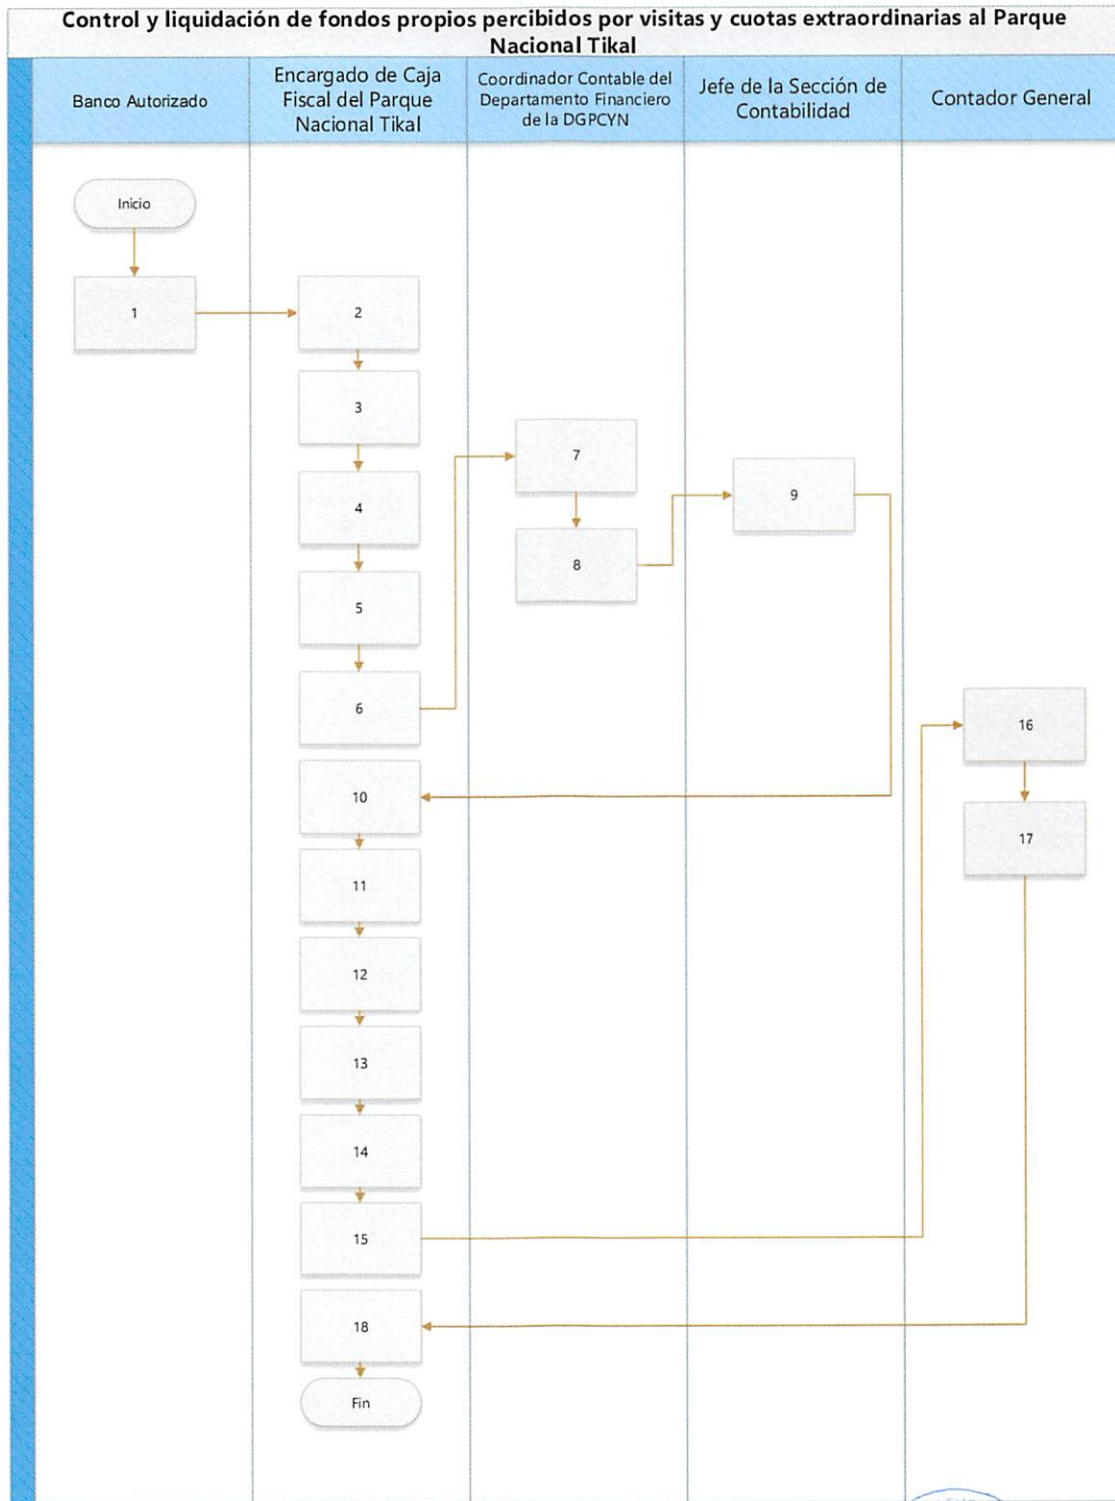 Control y liquidación de fondos propios percibidos por visitas y cuotas extraordinarias al Parque
Nacional Tikal
Banco Autorizado
Encargado de Caja
Fiscal del Parque
Nacional Tikal
Coordinador Contable del
Departamento Financiero
de la DGPCYN
Jefe de la Sección de
Contabilidad
Contador General
Inicio
1
2
3
4
5
6
7
8
9
10
11
12
13
14
15
16
17
18
Fin